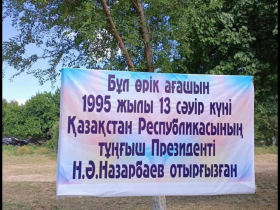 Бұл өрік ағашын
1995 жылы 13 сәуір күні
Қазақстан Республикасының
тұңғыш Президенті
Н.Ә.Назарбаев отырғызған